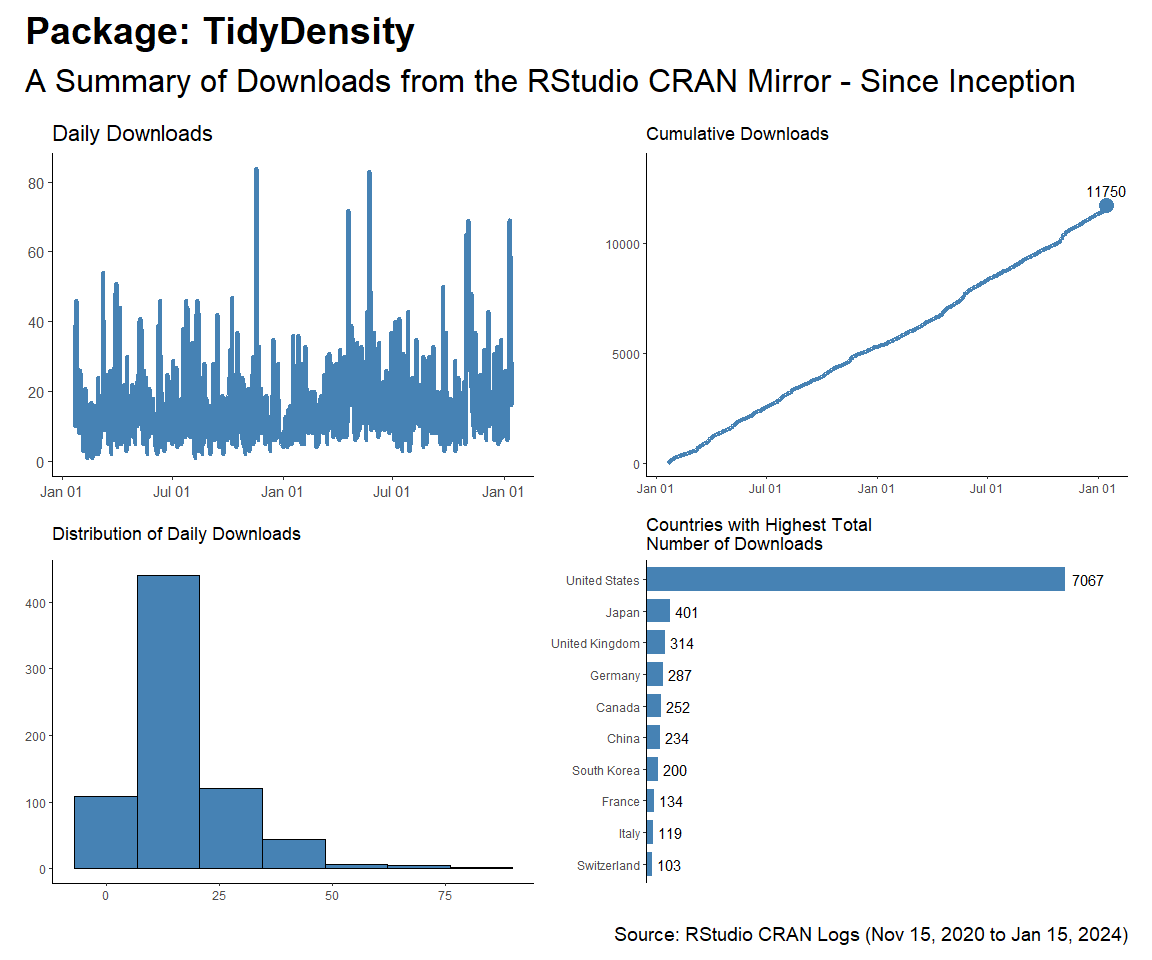 Package: TidyDensity
A Summary of Downloads from the RStudio CRAN Mirror - Since Inception
Daily Downloads
80
60
40
20
0
Jan 01 Jul 01 Jan 01 Jul 01 Jan 01
Cumulative Downloads
11750
10000
5000
0
Jan 01 Jul 01 Jan 01 Jul 01 Jan 01
Distribution of Daily Downloads
400
300
200
100
0
0 25 50 75
Countries with Highest Total
Number of Downloads
United States 7067
Japan 401
United Kingdom 314
Germany 287
Canada 252
China 234
South Korea 200
France 134
Italy 119
Switzerland 103
Source: RStudio CRAN Logs (Nov 15, 2020 to Jan 15, 2024)